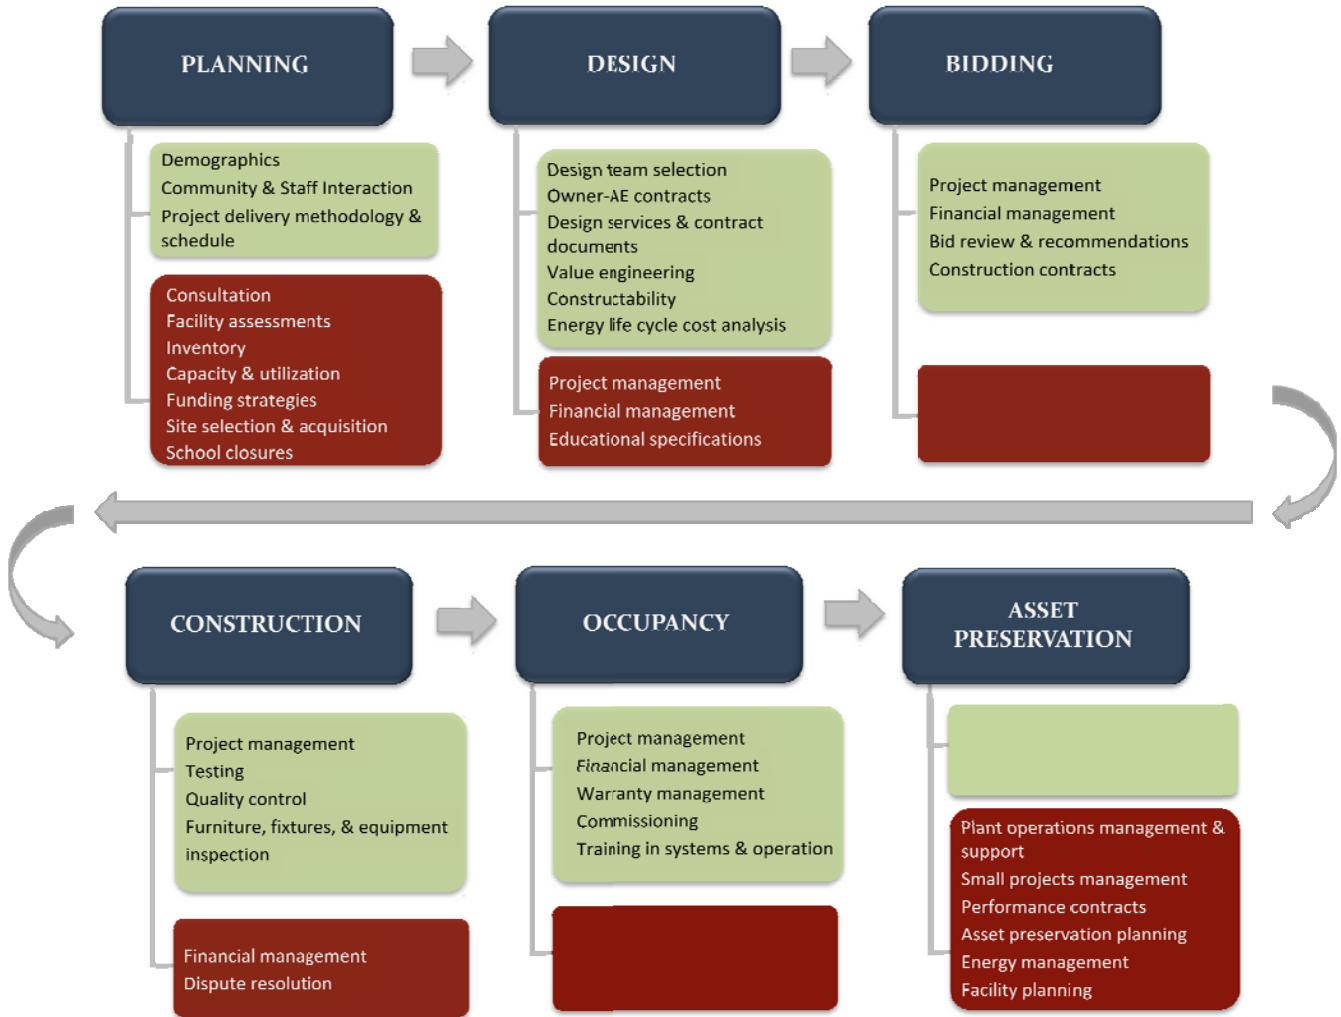 PLANNING
DESIGN
BIDDING
Demographics
Community & Staff Interaction
Project delivery methodology &
schedule
Consultation
Facility assessments
Inventory
Capacity & utilization
Funding strategies
Site selection & acquisition
School closures
Design team selection
Owner-AE contracts
Design services & contract
documents
Value engineering
Constructability
Energy life cycle cost analysis
Project management
Financial management
Educational specifications
Project management
Financial management
Bid review & recommendations
Construction contracts
CONSTRUCTION
OCCUPANCY
ASSET
PRESERVATION
Project management
Testing
Quality control
Furniture, fixtures, & equipment
inspection
Financial management
Dispute resolution
Project management
Financial management
Warranty management
Commissioning
Training in systems & operation
Plant operations management &
support
Small projects management
Performance contracts
Asset preservation planning
Energy management
Facility planning